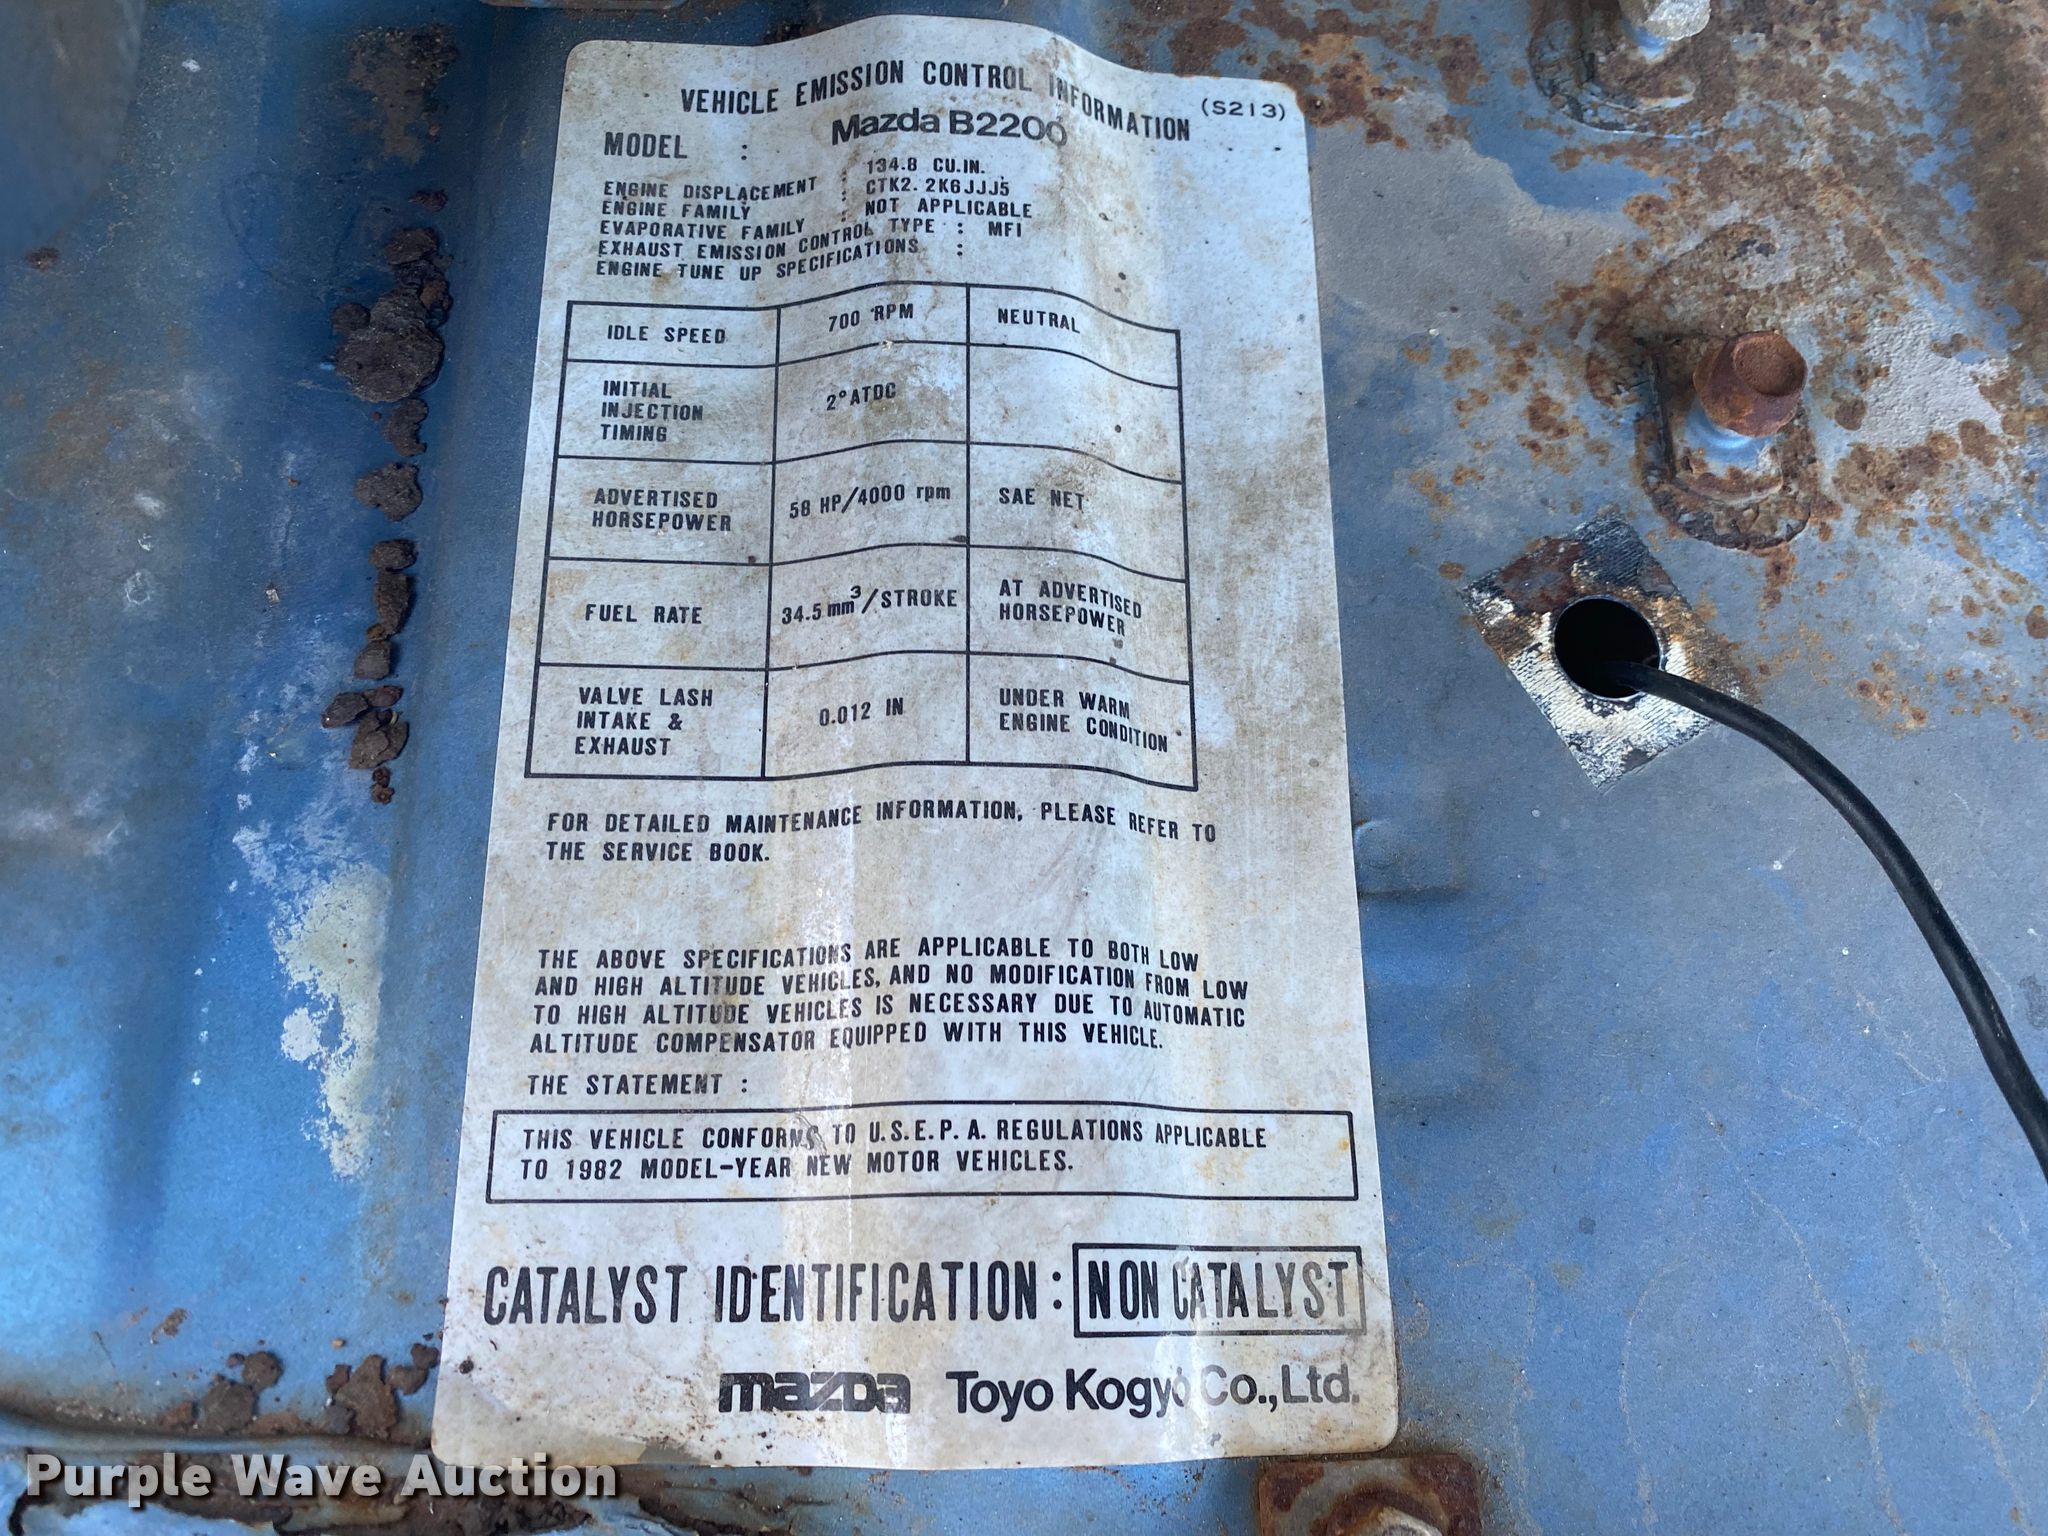 VEHICLE EMISSION CONTROL INFORMATION (S213)
MODEL : Mazda B2200
ENGINE DISPLACEMENT : 134.8 CU.IN.
ENGINE FAMILY : CTK2.2K6JJJ5
EVAPORATIVE FAMILY : NOT APPLICABLE
EXHAUST EMISSION CONTROL TYPE : MFI
ENGINE TUNE UP SPECIFICATIONS :
IDLE SPEED 700 RPM NEUTRAL
INITIAL
INJECTION
TIMING
2°ATDC
ADVERTISED
HORSEPOWER
58 HP/4000 rpm SAE NET
FUEL RATE 34.5 mm³/STROKE
AT ADVERTISED
HORSEPOWER
VALVE LASH
INTAKE &
EXHAUST
0.012 IN
UNDER WARM
ENGINE CONDITION
FOR DETAILED MAINTENANCE INFORMATION, PLEASE REFER TO
THE SERVICE BOOK.
THE ABOVE SPECIFICATIONS ARE APPLICABLE TO BOTH LOW
AND HIGH ALTITUDE VEHICLES, AND NO MODIFICATION FROM LOW
TO HIGH ALTITUDE VEHICLES IS NECESSARY DUE TO AUTOMATIC
ALTITUDE COMPENSATOR EQUIPPED WITH THIS VEHICLE.
THE STATEMENT :
THIS VEHICLE CONFORMS TO U.S.E.P.A. REGULATIONS APPLICABLE
TO 1982 MODEL-YEAR NEW MOTOR VEHICLES.
CATALYST IDENTIFICATION : NON CATALYST
mazda Toyo Kogyo Co., Ltd.
Purple Wave Auction